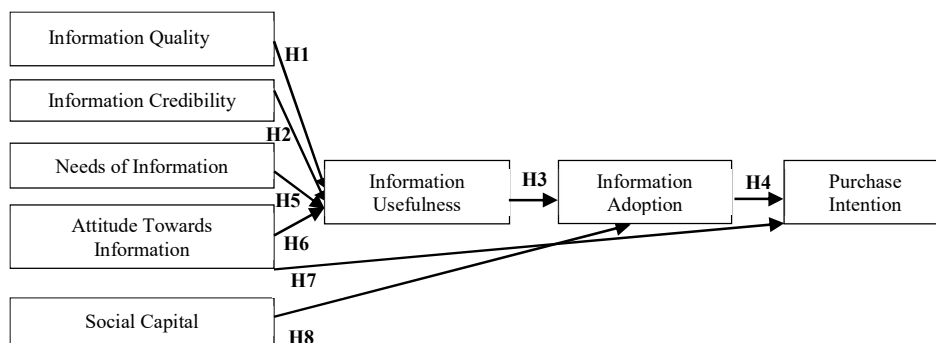 Information Quality
H1
Information Credibility
H2
Needs of Information
H5
Attitude Towards
Information
H6
H7
Social Capital
H8
Information
Usefulness
H3
Information
Adoption
H4
Purchase
Intention